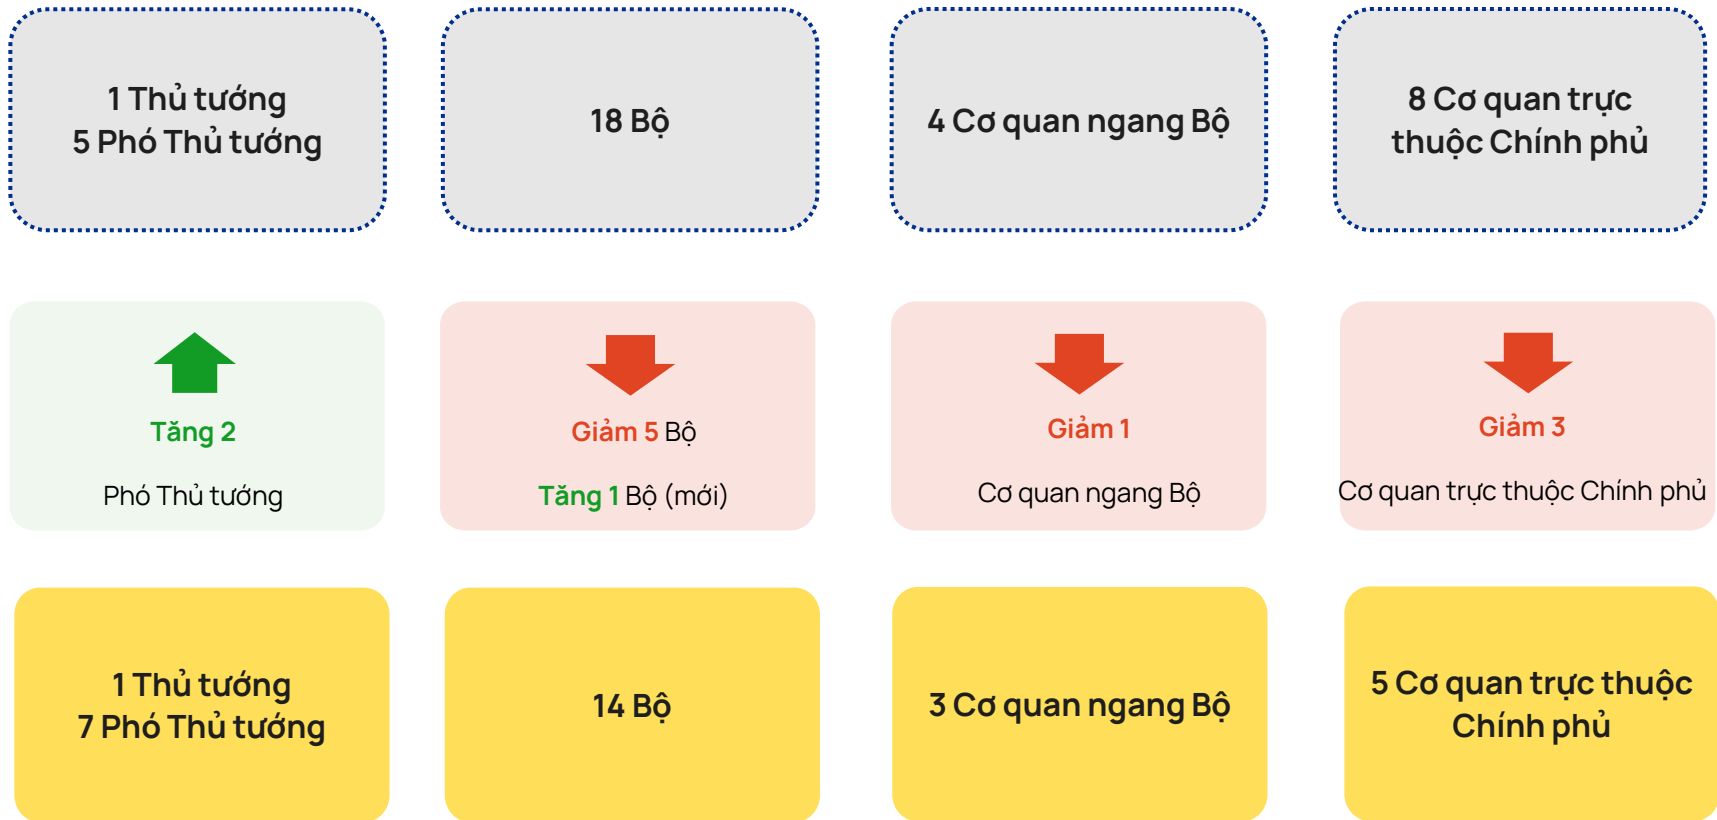 1 Thủ tướng
5 Phó Thủ tướng
18 Bộ
4 Cơ quan ngang Bộ
8 Cơ quan trực
thuộc Chính phủ
Tăng 2
Phó Thủ tướng
Giảm 5 Bộ
Tăng 1 Bộ (mới)
Giảm 1
Cơ quan ngang Bộ
Giảm 3
Cơ quan trực thuộc Chính phủ
1 Thủ tướng
7 Phó Thủ tướng
14 Bộ
3 Cơ quan ngang Bộ
5 Cơ quan trực thuộc
Chính phủ